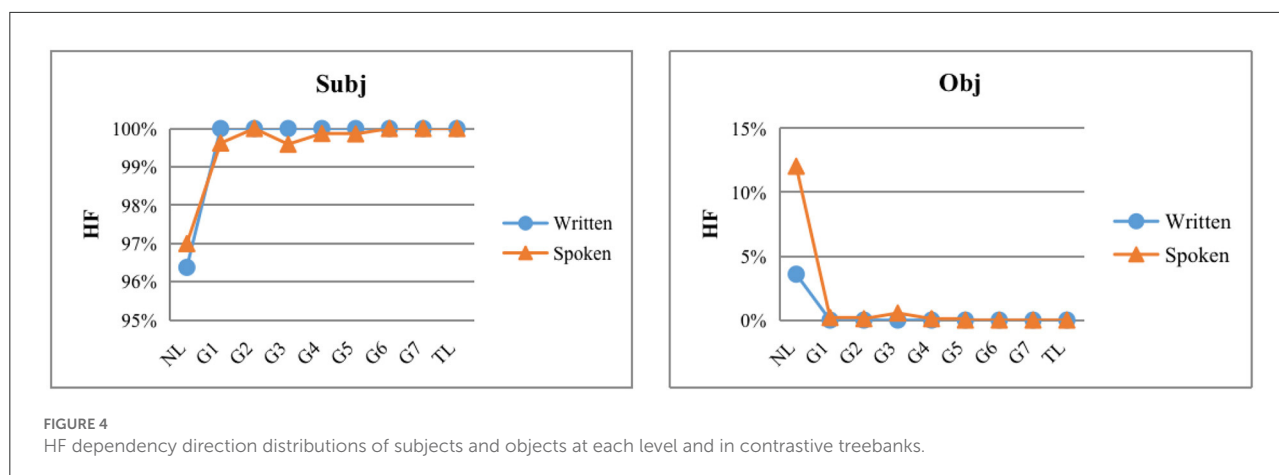 Subj
100%
99%
98%
97%
96%
95%
HF
NL
G1
G2
G3
G4
G5
G6
G7
TL
Written
Spoken
Obj
15%
10%
5%
0%
HF
NL
G1
G2
G3
G4
G5
G6
G7
TL
Written
Spoken
FIGURE 4
HF dependency direction distributions of subjects and objects at each level and in contrastive treebanks.